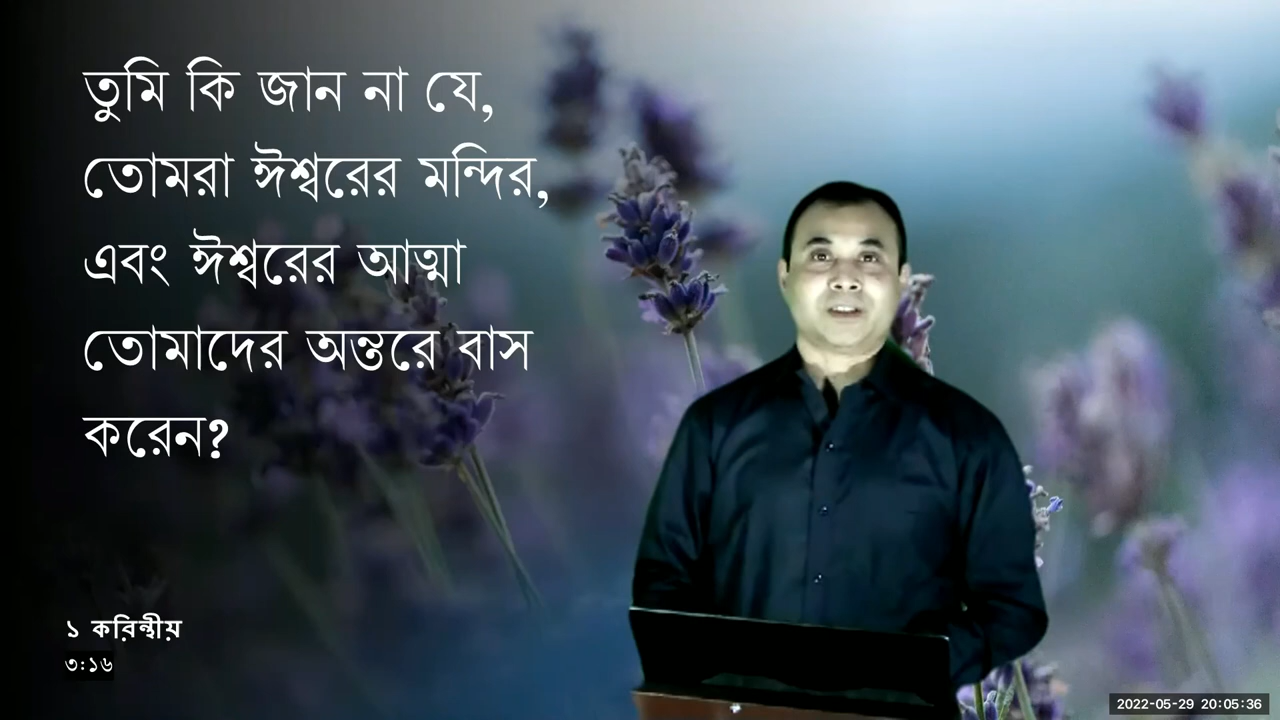 তুমি কি জান না যে,
তোমরা ঈশ্বরের মন্দির,
এবং ঈশ্বরের আত্মা
তোমাদের অন্তরে বাস
করেন?
১ করিন্থীয়
৩:১৬
2022-05-29 20:05:36